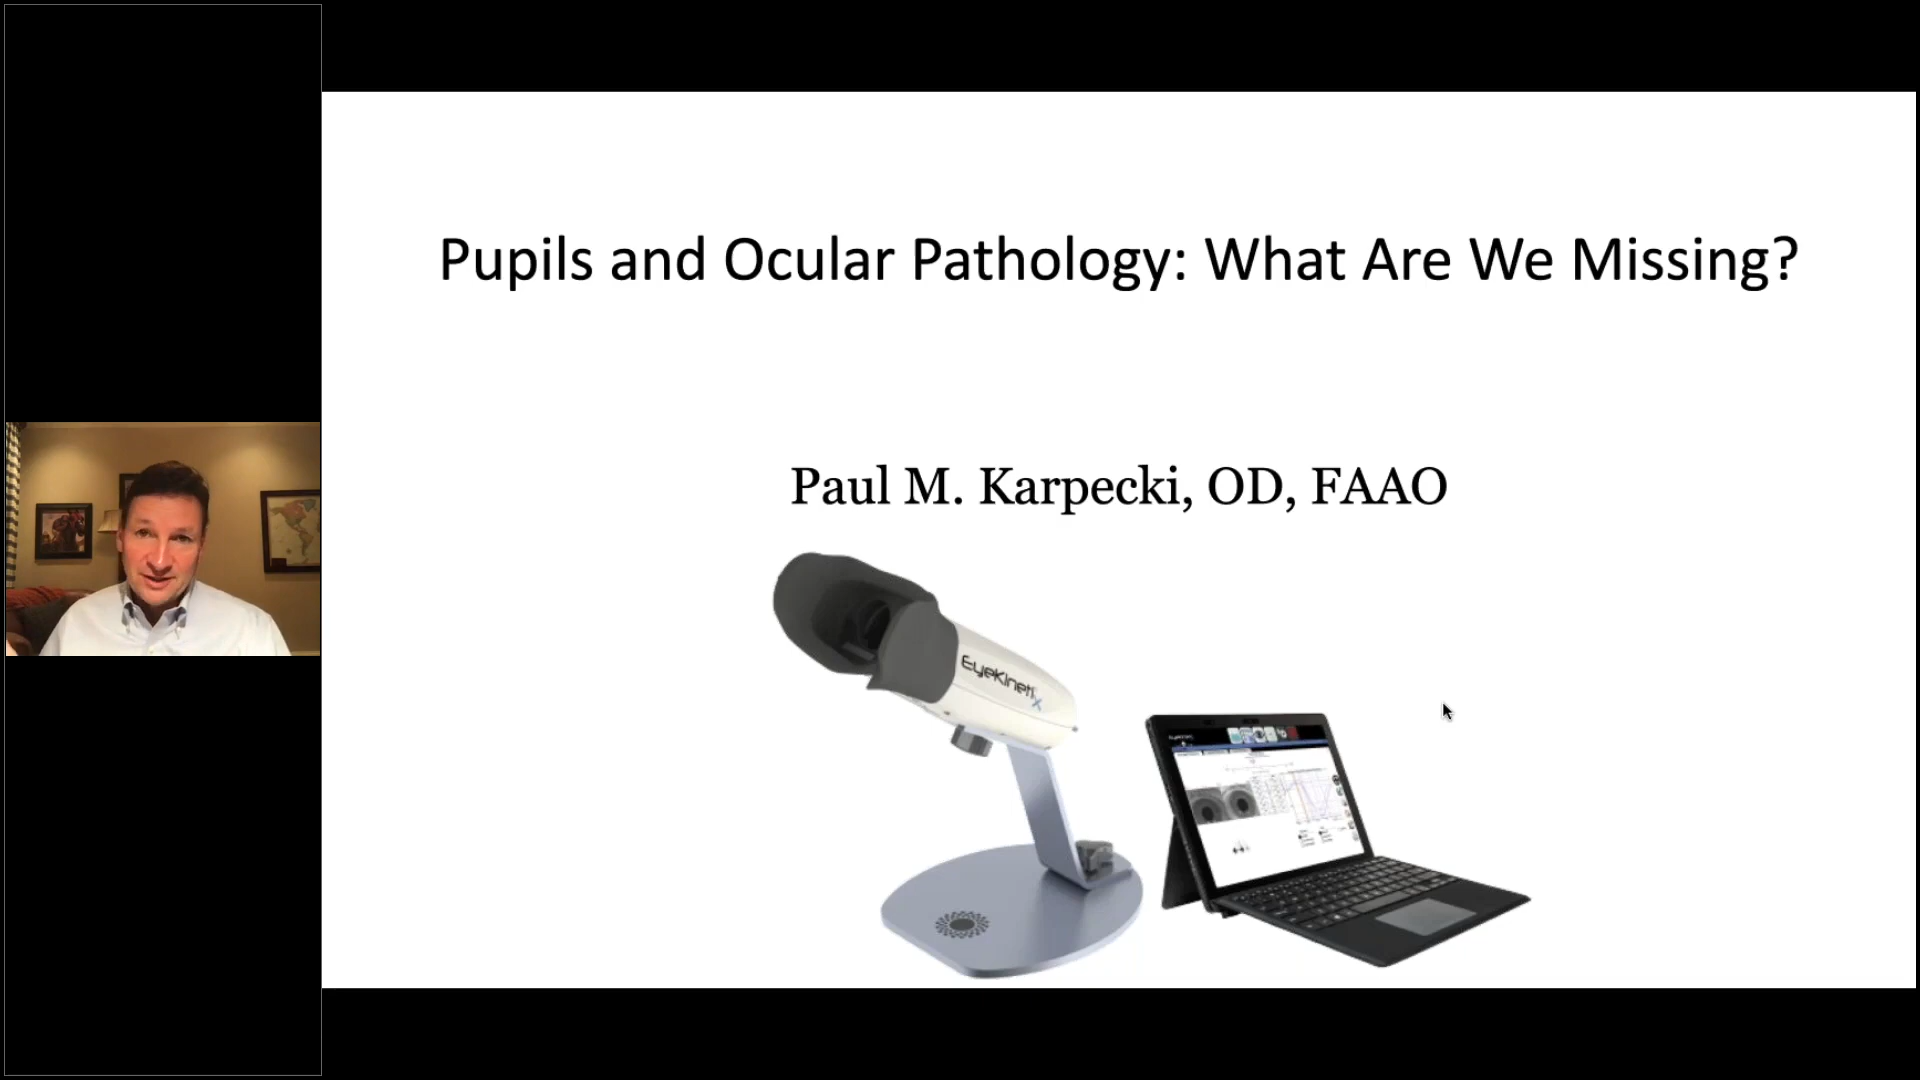 Pupils and Ocular Pathology: What Are We Missing?
Paul M. Karpecki, OD, FAAO
EyeKinetix